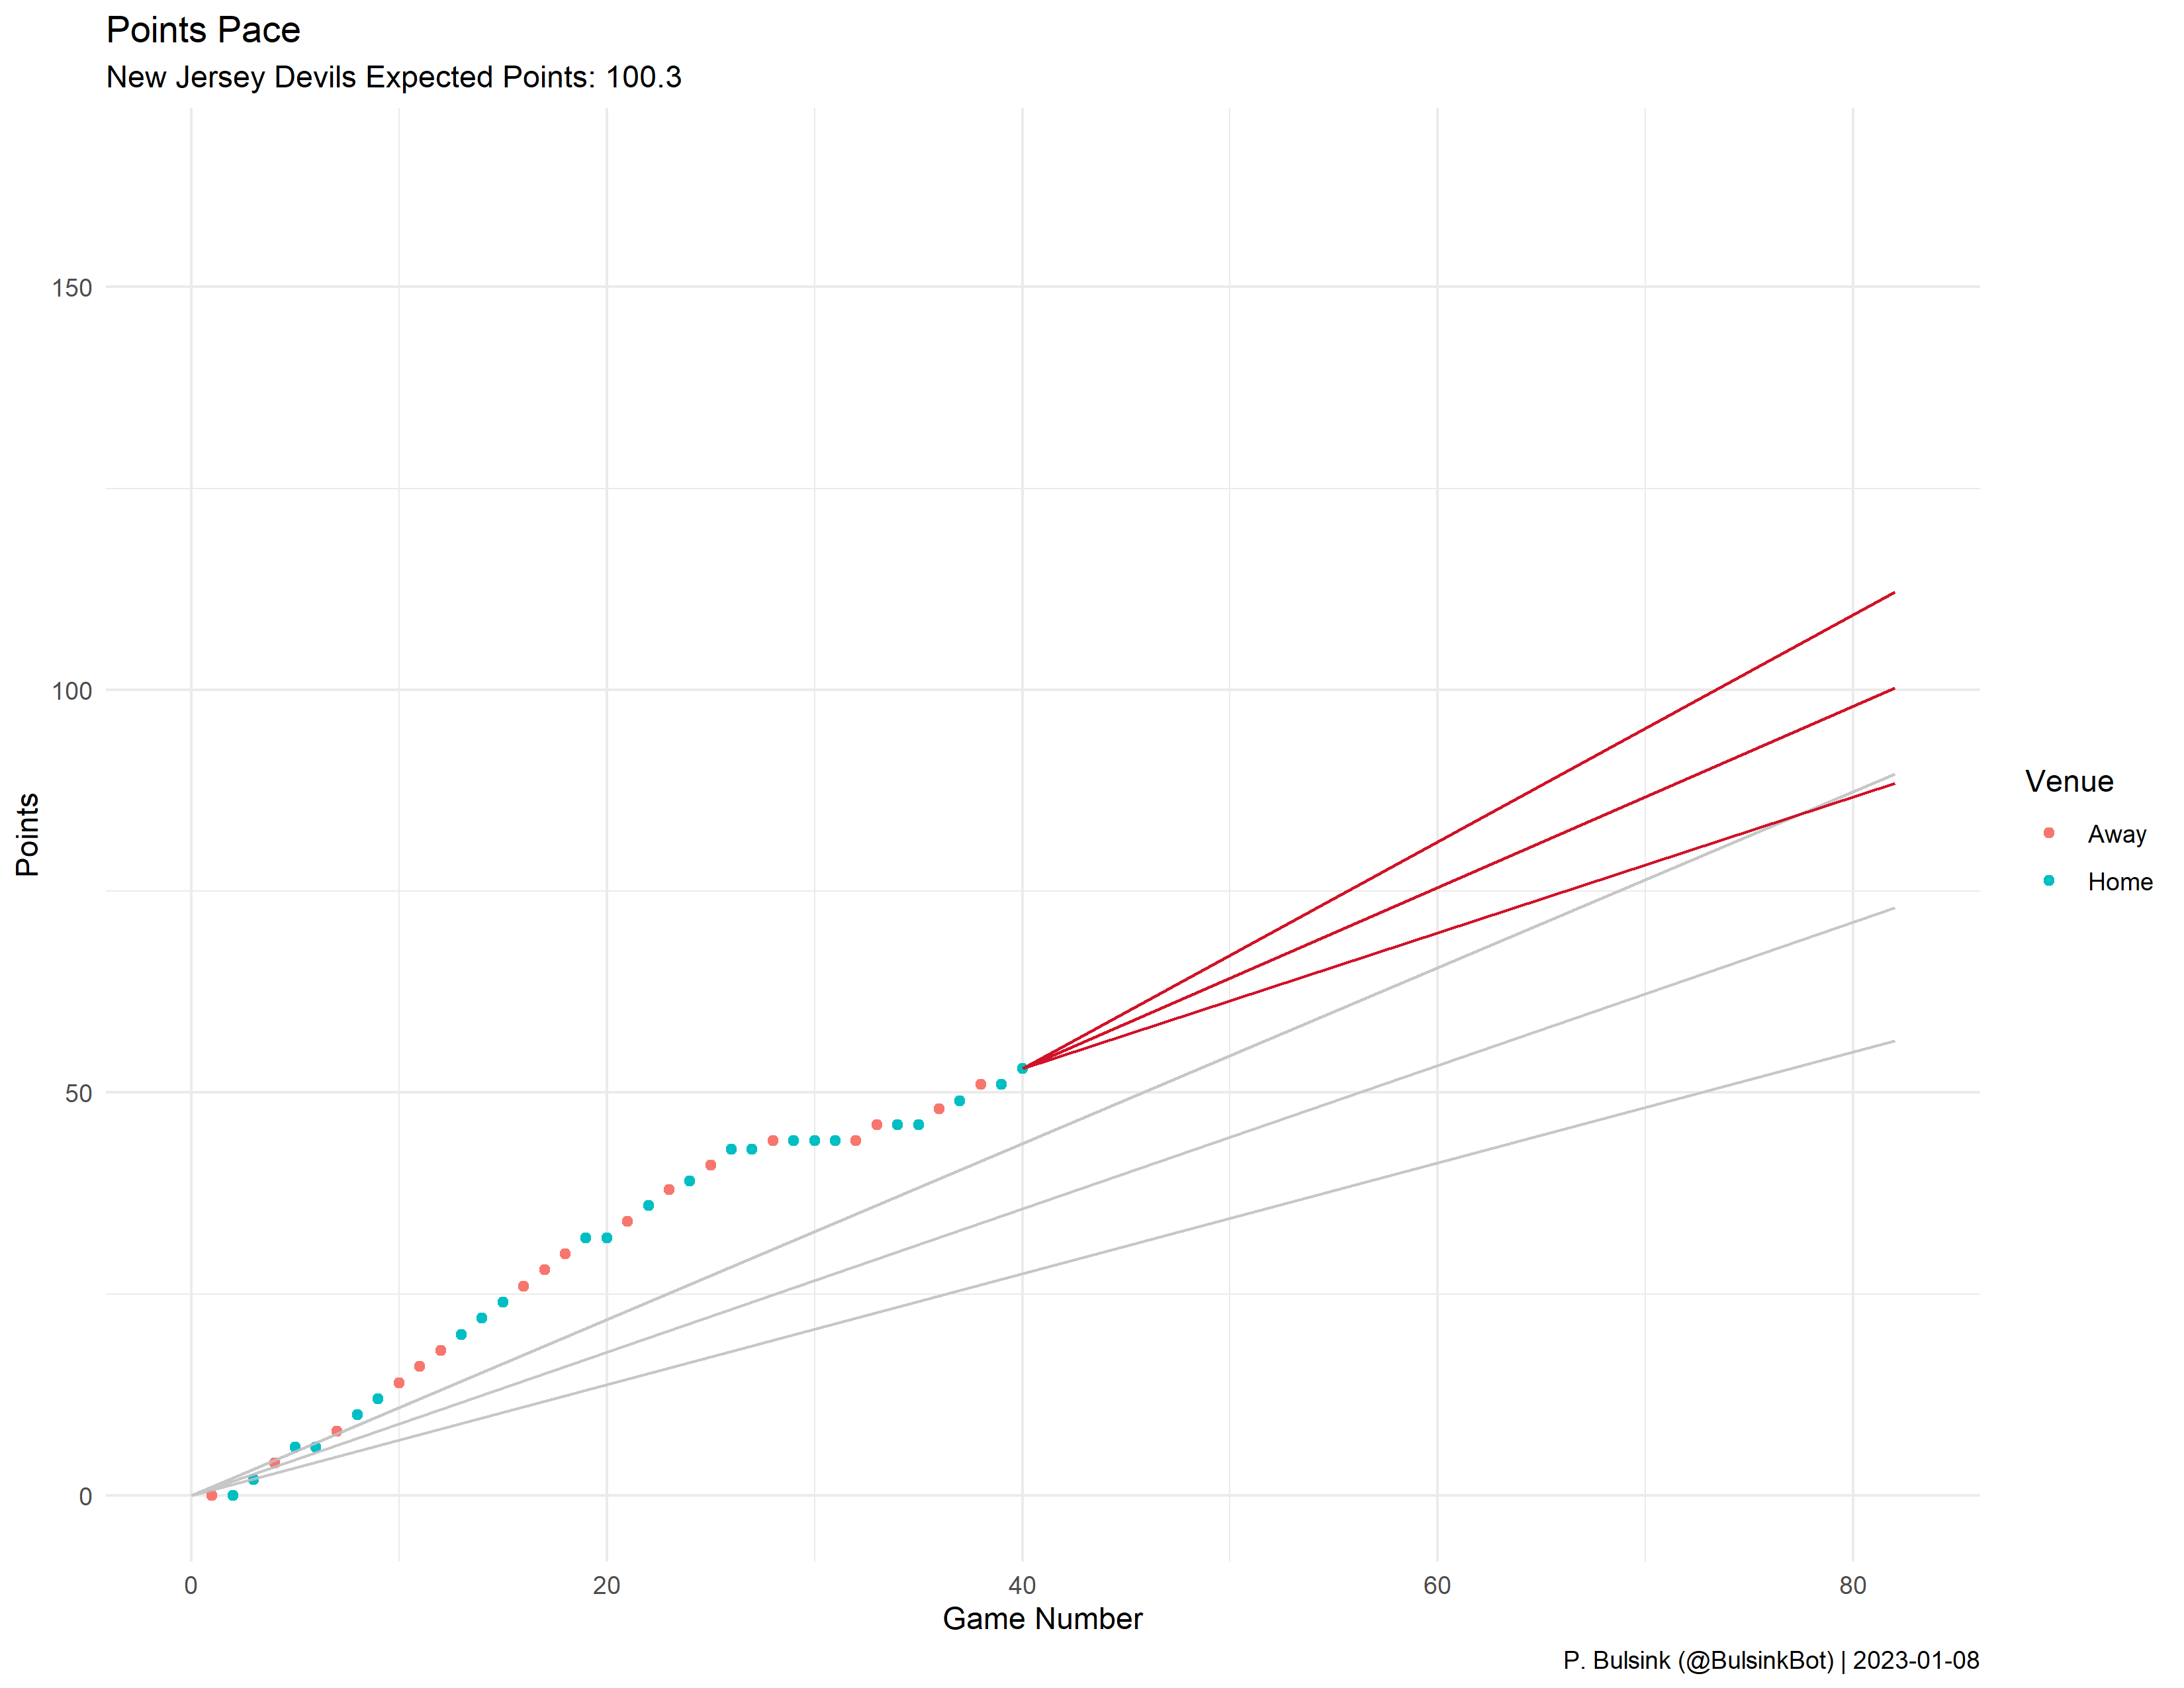 Points Pace
New Jersey Devils Expected Points: 100.3
150
100
50
0
Points
0
20
40
60
80
Game Number
Venue
Away
Home
P. Bulsink (@BulsinkBot) | 2023-01-08